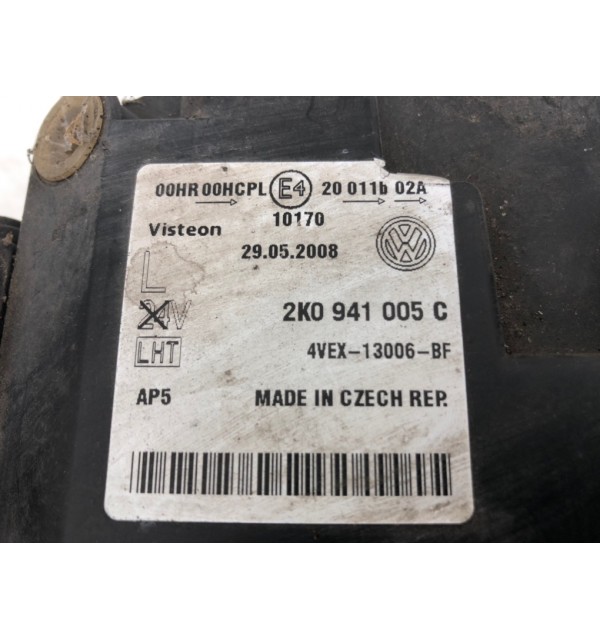 00HR 00HCPL E4 20 011b 02A
10170
Visteon
29.05.2008
L
24V
2K0 941 005 C
LHT
4VEX-13006-BF
AP5
MADE IN CZECH REP.